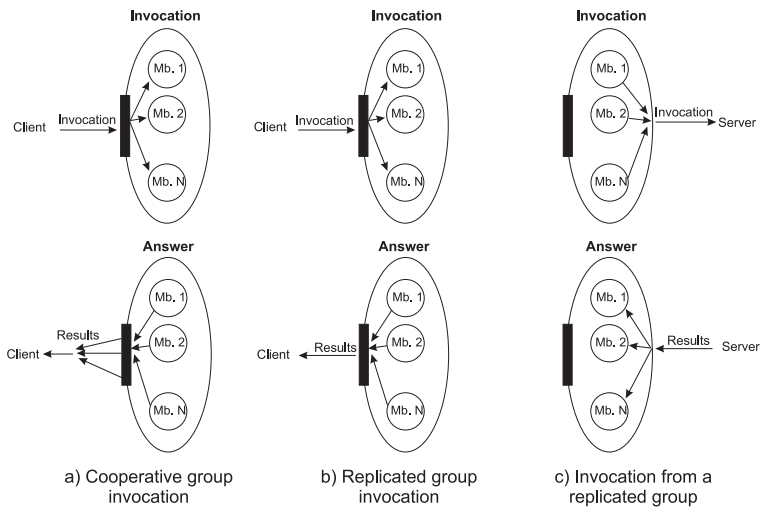 Invocation
Mb. 1
Mb. 2
Mb. N
Client
Invocation
Invocation
Mb. 1
Mb. 2
Mb. N
Client
Invocation
Invocation
Mb. 1
Mb. 2
Mb. N
Invocation
Server
Answer
Mb. 1
Mb. 2
Mb. N
Results
Client
Answer
Mb. 1
Mb. 2
Mb. N
Results
Client
Answer
Mb. 1
Mb. 2
Mb. N
Results
Server
a) Cooperative group
invocation
b) Replicated group
invocation
c) Invocation from a
replicated group